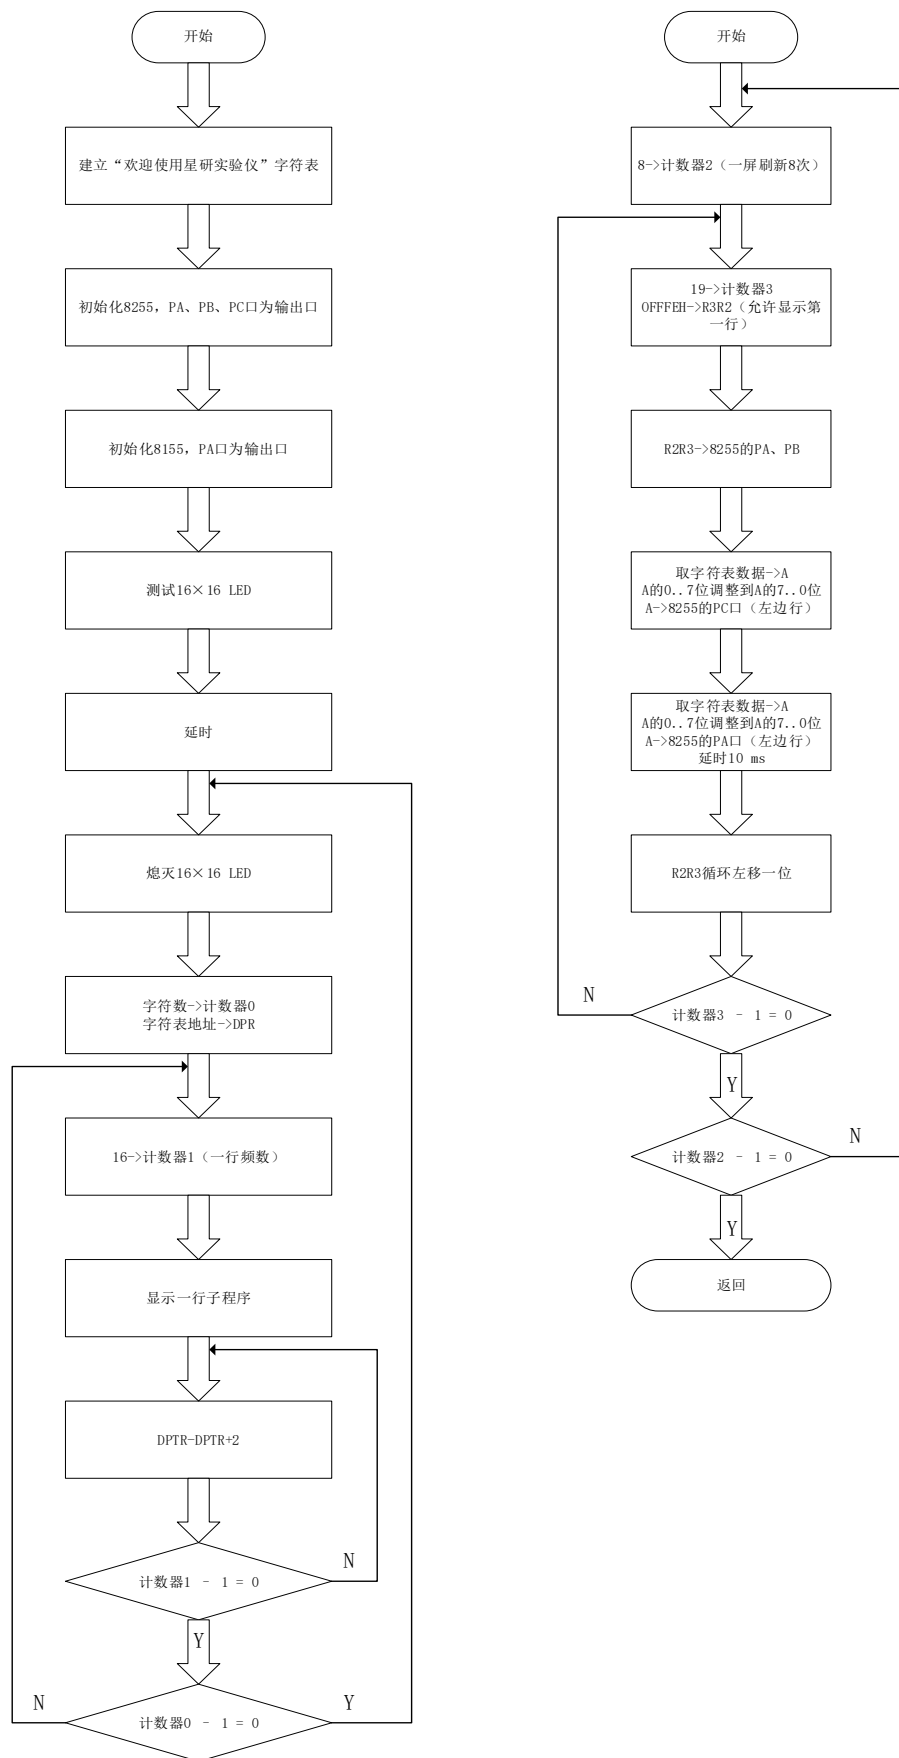 开始
建立“欢迎使用星研实验仪”字符表
初始化8255，PA、PB、PC口为输出口
初始化8155，PA口为输出口
测试16×16 LED
延时
熄灭16×16 LED
字符数->计数器0
字符表地址->DPR
16->计数器1（一行频数）
显示一行子程序
DPTR-DPTR+2
计数器1 - 1 = 0
N
Y
计数器0 - 1 = 0
N
Y
开始
8->计数器2（一屏刷新8次）
19->计数器3
OFFFEH->R3R2（允许显示第
一行）
R2R3->8255的PA、PB
取字符表数据->A
A的0..7位调整到A的7..0位
A->8255的PC口（左边行）
取字符表数据->A
A的0..7位调整到A的7..0位
A->8255的PA口（左边行）
延时10 ms
R2R3循环左移一位
计数器3 - 1 = 0
N
Y
计数器2 - 1 = 0
N
Y
返回